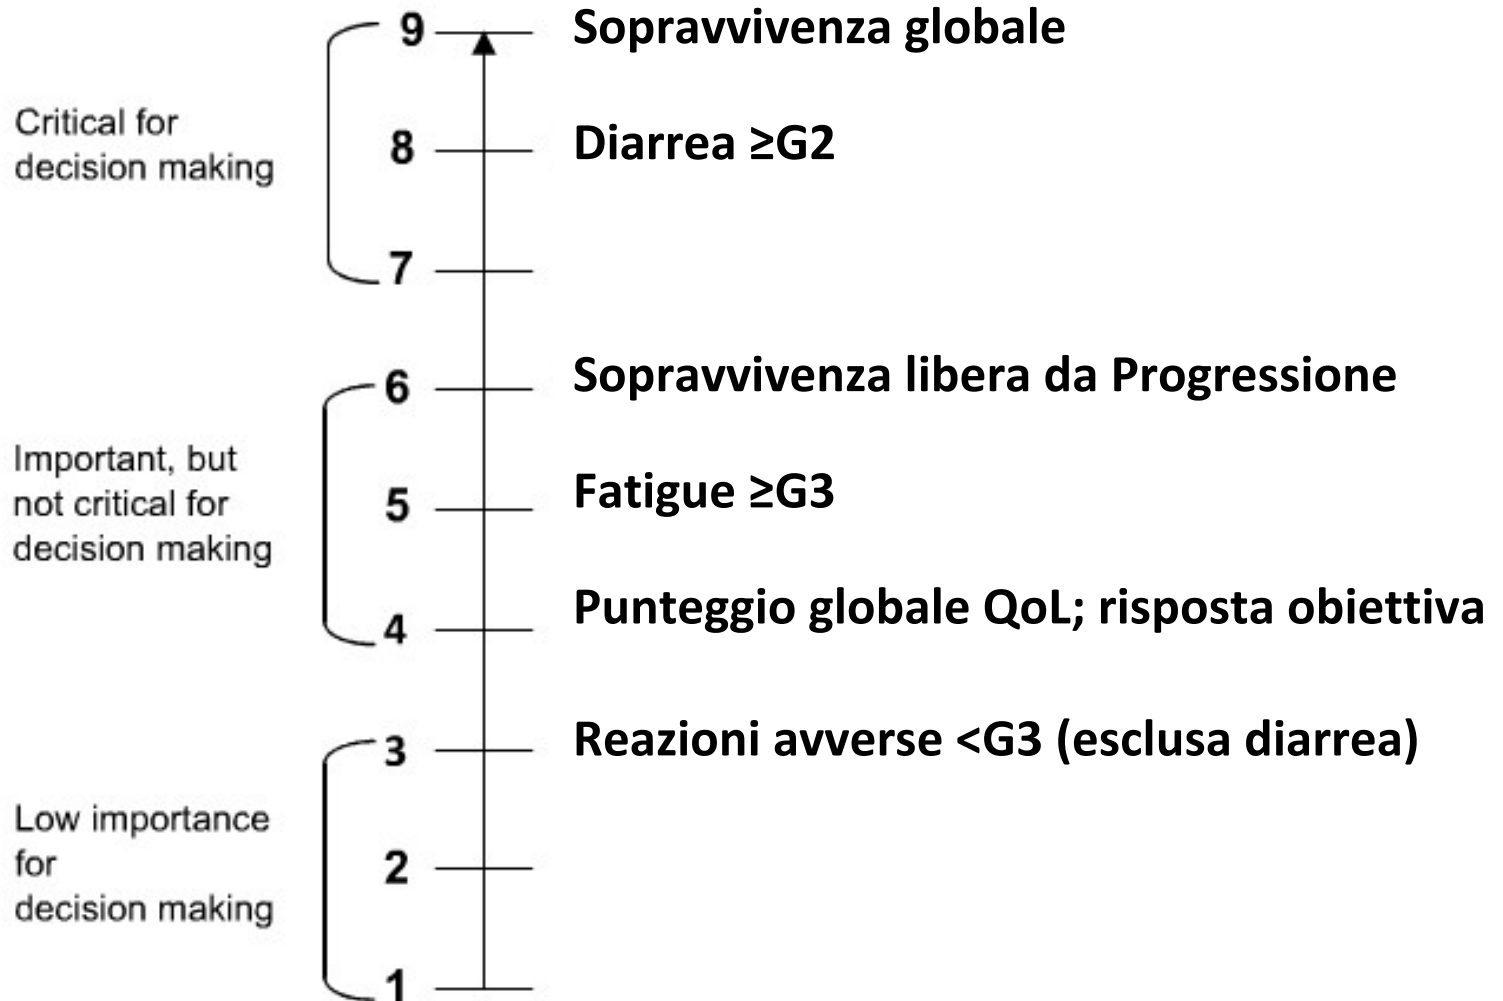 9 Sopravvivenza globale
Critical for
decision making
8 Diarrea ≥G2
7
6 Sopravvivenza libera da Progressione
Important, but
not critical for
decision making
5 Fatigue ≥G3
4 Punteggio globale QoL; risposta obiettiva
3 Reazioni avverse <G3 (esclusa diarrea)
Low importance
for
decision making
2
1